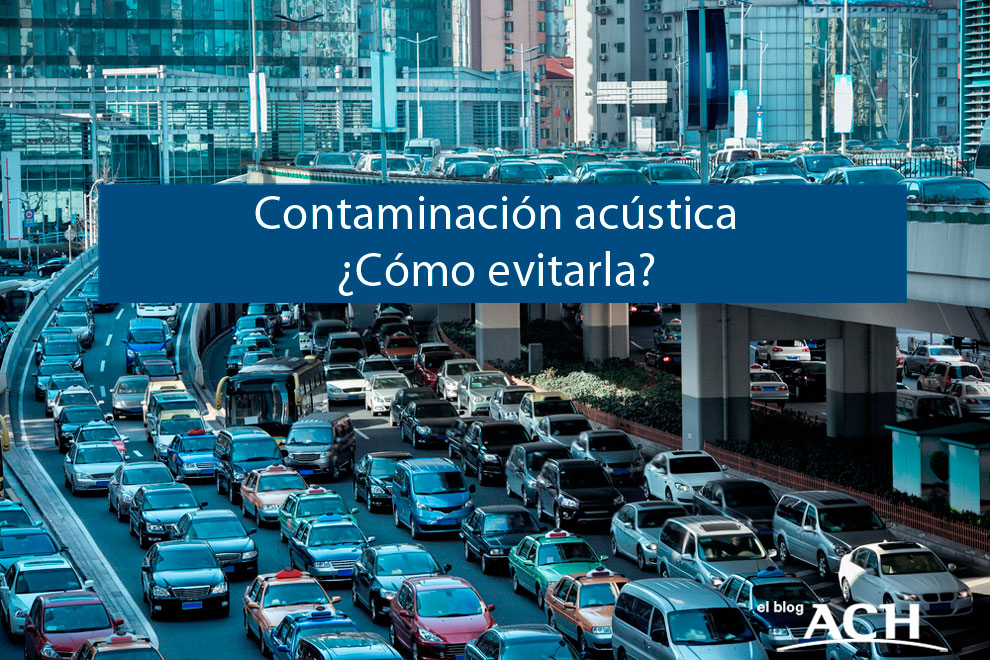 Contaminación acústica
¿Cómo evitarla?
el blog
ACH